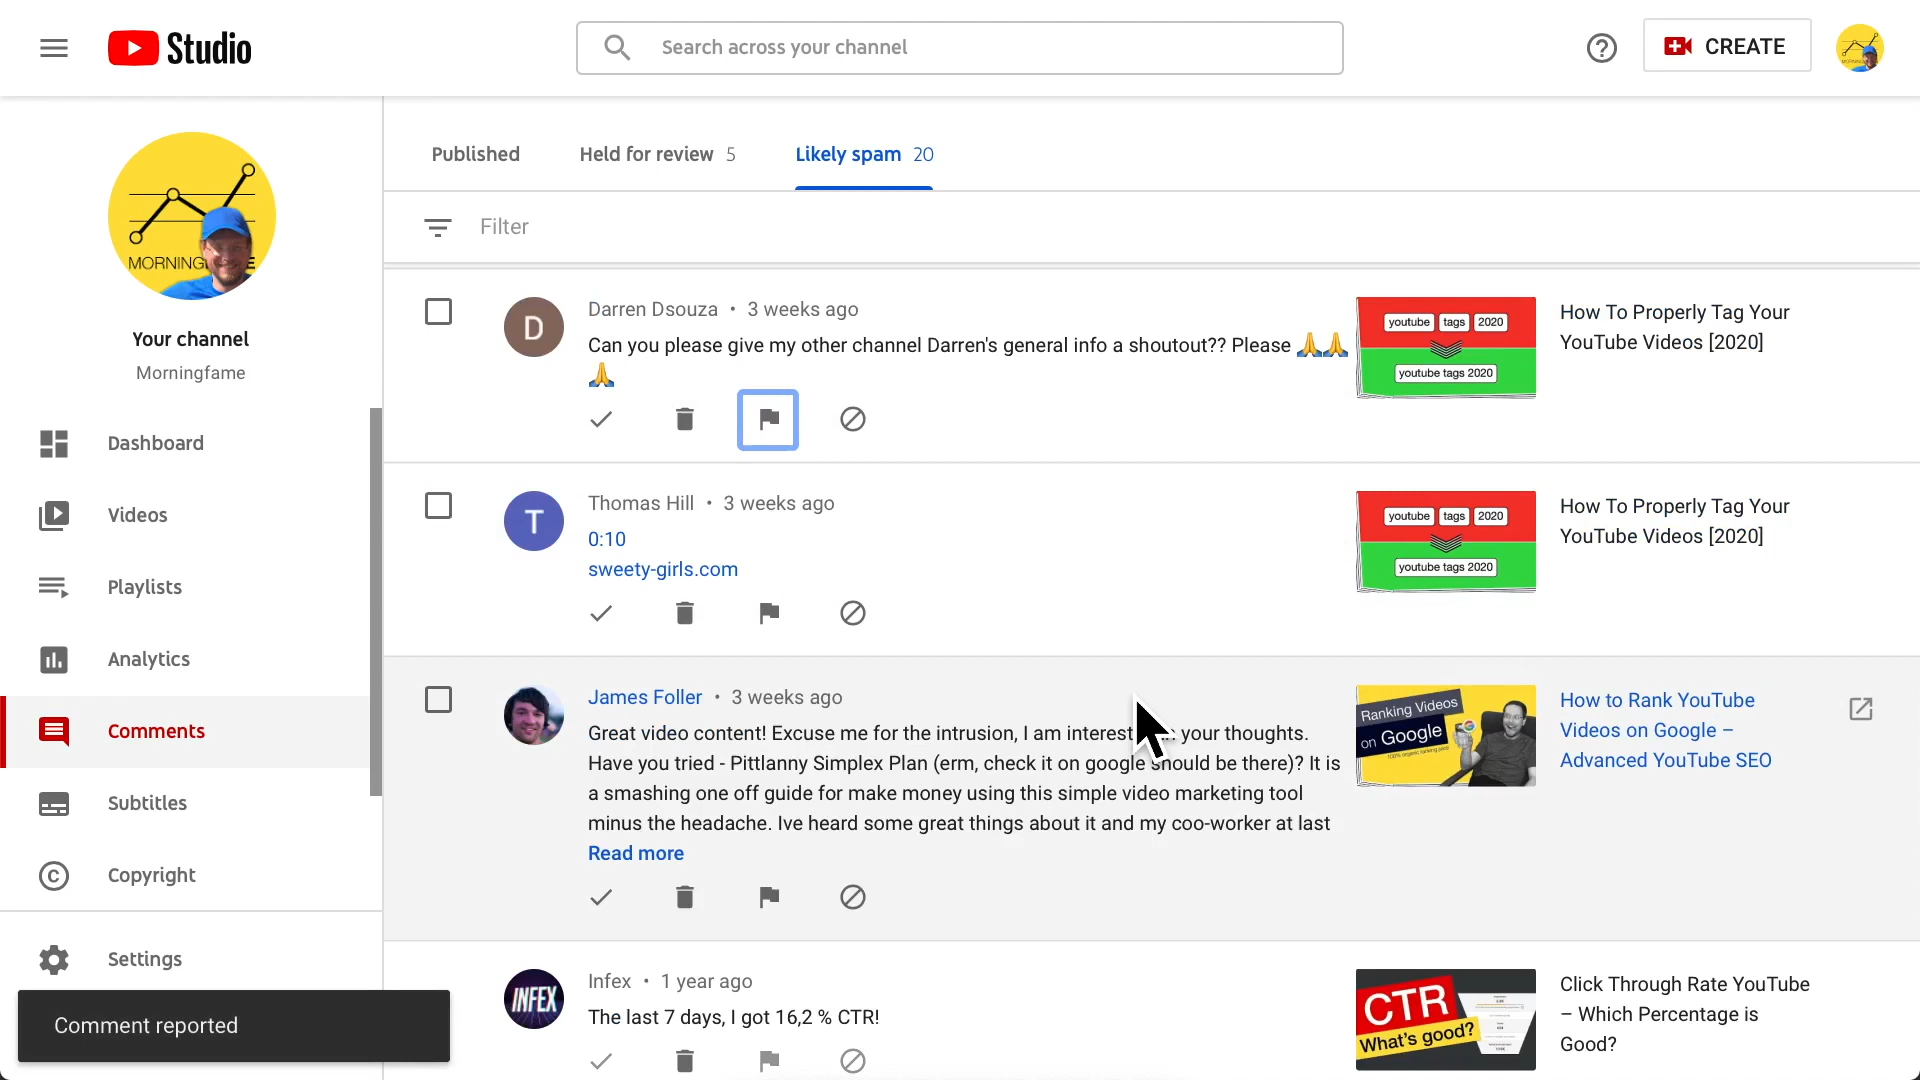 Studio
Search across your channel
CREATE
MORNINGFAME
Your channel
Morningfame
Dashboard
Videos
Playlists
Analytics
Comments
Subtitles
Copyright
Settings
Comment reported
Published
Held for review 5
Likely spam 20
Filter
D
Darren Dsouza • 3 weeks ago
Can you please give my other channel Darren's general info a shoutout?? Please 🙏🙏
🙏
youtube tags 2020
youtube tags 2020
How To Properly Tag Your
YouTube Videos [2020]
T
Thomas Hill • 3 weeks ago
0:10
sweety-girls.com
youtube tags 2020
youtube tags 2020
How To Properly Tag Your
YouTube Videos [2020]
James Foller • 3 weeks ago
Great video content! Excuse me for the intrusion, I am interest your thoughts.
Have you tried - Pittlanny Simplex Plan (erm, check it on google should be there)? It is
a smashing one off guide for make money using this simple video marketing tool
minus the headache. Ive heard some great things about it and my coo-worker at last
Read more
Ranking Videos
on Google
How to Rank YouTube
Videos on Google –
Advanced YouTube SEO
INFEX
Infex • 1 year ago
The last 7 days, I got 16,2 % CTR!
CTR
What's good?
Click Through Rate YouTube
– Which Percentage is
Good?